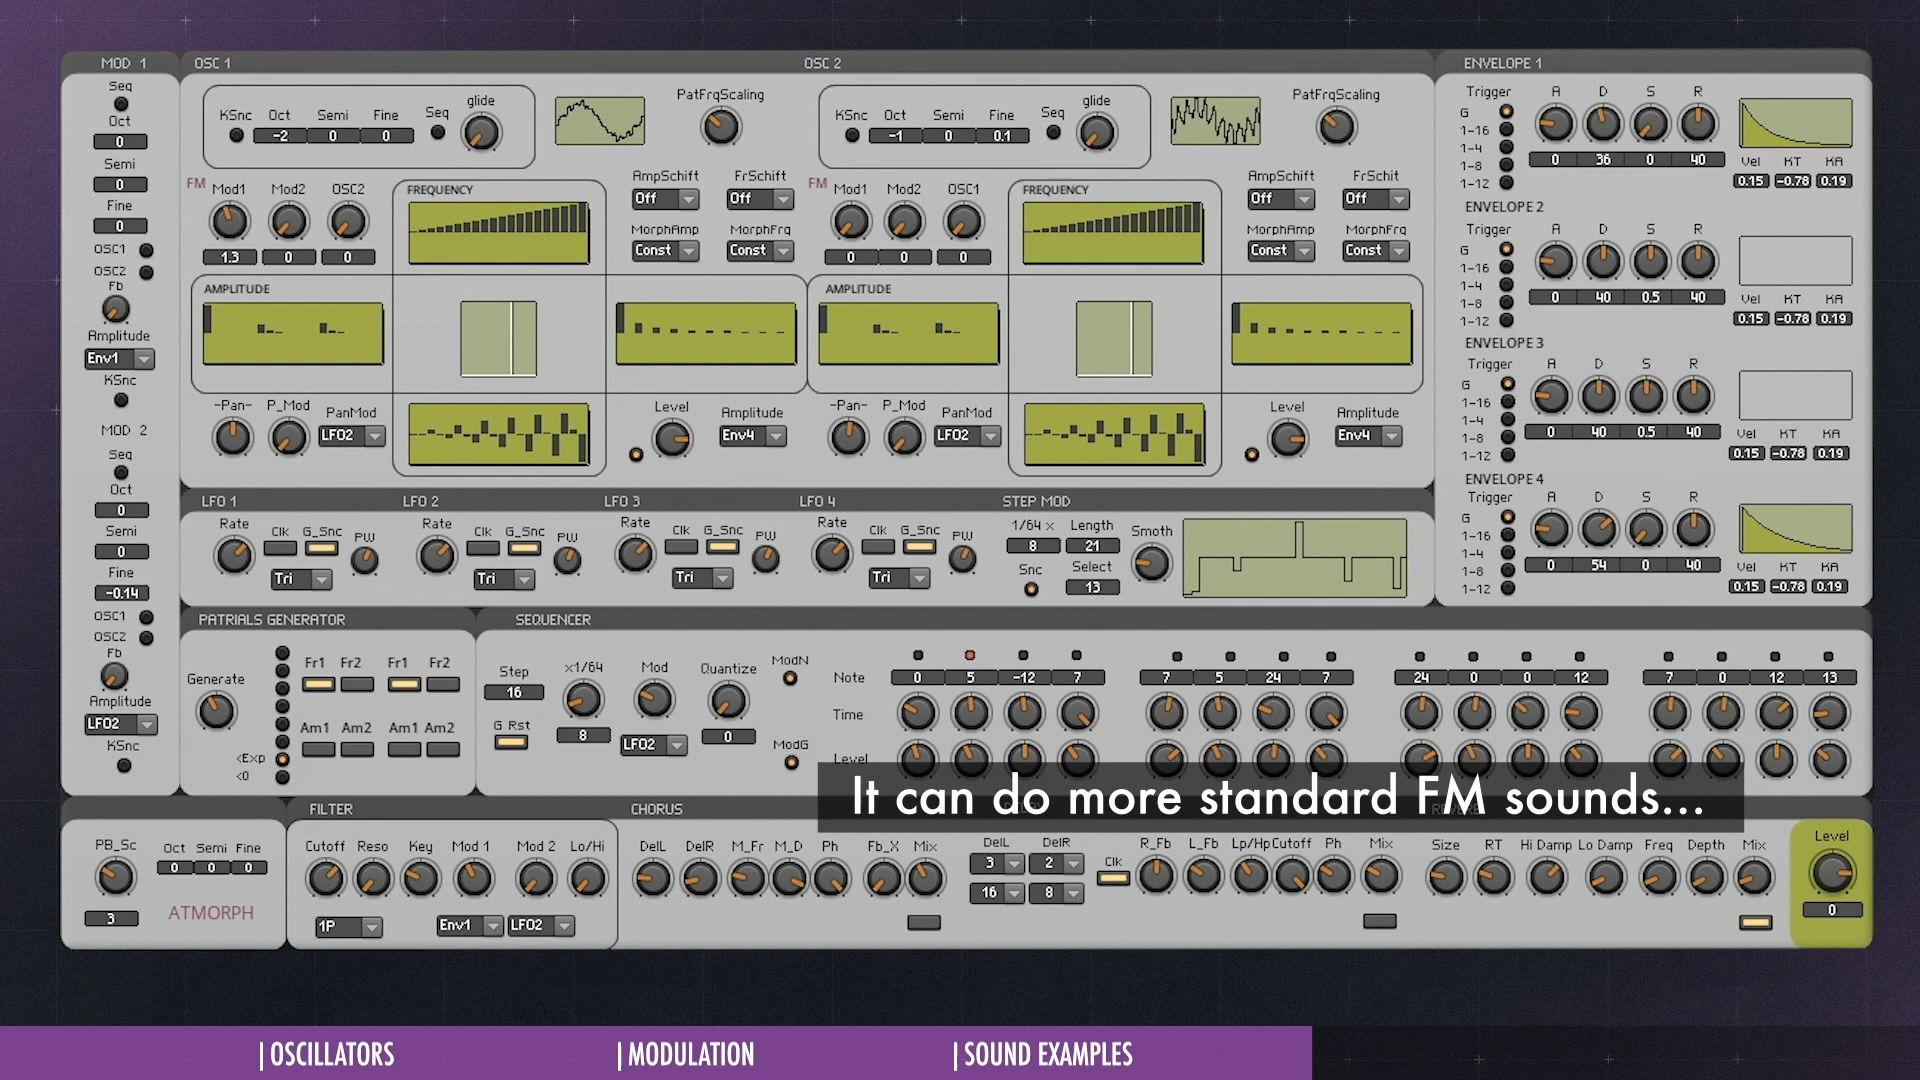 MOD 1
Seq
Oct
0
Semi
0
Fine
0
OSC1
OSC2
Fb
Amplitude
Env1
KSnc
MOD 2
Seq
Oct
0
Semi
0
Fine
-0.14
OSC1
OSC2
Fb
Amplitude
LFO2
KSnc
OSC 1
KSnc Oct Semi Fine Seq glide
-2 0 0
PatFrqScaling
FM Mod1 Mod2 OSC2
1.3 0 0
FREQUENCY
AmpSchift FrSchift
Off Off
MorphAmp MorphFrq
Const Const
AMPLITUDE
-Pan- P_Mod PanMod
LFO2
Level Amplitude
Env4
OSC 2
KSnc Oct Semi Fine Seq glide
-1 0 0.1
PatFrqScaling
FM Mod1 Mod2 OSC1
0 0 0
FREQUENCY
AmpSchift FrSchit
Off Off
MorphAmp MorphFrq
Const Const
AMPLITUDE
-Pan- P_Mod PanMod
LFO2
Level Amplitude
Env4
ENVELOPE 1
Trigger A D S R
G
1-16
1-4
1-8
1-12
0 36 0 40
Vel KT KA
0.15 -0.78 0.19
ENVELOPE 2
Trigger A D S R
G
1-16
1-4
1-8
1-12
0 40 0.5 40
Vel KT KA
0.15 -0.78 0.19
ENVELOPE 3
Trigger A D S R
G
1-16
1-4
1-8
1-12
0 40 0.5 40
Vel KT KA
0.15 -0.78 0.19
ENVELOPE 4
Trigger A D S R
G
1-16
1-4
1-8
1-12
0 54 0 40
Vel KT KA
0.15 -0.78 0.19
LFO 1
Rate Clk G_Snc PW
Tri
LFO 2
Rate Clk G_Snc PW
Tri
LFO 3
Rate Clk G_Snc PW
Tri
LFO 4
Rate Clk G_Snc PW
Tri
STEP MOD
1/64 x Length Smoth
8 21
Snc Select
13
PATRIALS GENERATOR
Generate
Fr1 Fr2 Fr1 Fr2
Am1 Am2 Am1 Am2
<Exp
<0
SEQUENCER
Step x1/64 Mod Quantize ModN
16
G Rst
8 LFO2 0 ModG
Note 0 5 -12 7 7 5 24 7 24 0 0 12 7 0 12 13
Time
Level
It can do more standard FM sounds...
PB_Sc Oct Semi Fine
0 0 0
3
ATMORPH
FILTER
Cutoff Reso Key Mod 1 Mod 2 Lo/Hi
1P Env1 LFO2
CHORUS
DelL DelR M_Fr M_D Ph Fb_X Mix
DelL DelR Clk R_Fb L_Fb Lp/Hp Cutoff Ph Mix
3 2
16 8
Size RT Hi Damp Lo Damp Freq Depth Mix
Level
0
| OSCILLATORS
| MODULATION
| SOUND EXAMPLES